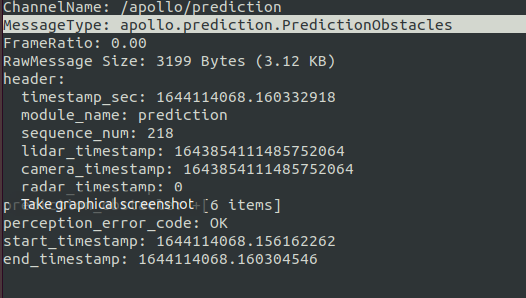 ChannelName: /apollo/prediction
MessageType: apollo.prediction.PredictionObstacles
FrameRatio: 0.00
RawMessage Size: 3199 Bytes (3.12 KB)
header:
timestamp_sec: 1644114068.160332918
module_name: prediction
sequence_num: 218
lidar_timestamp: 1643854111485752064
camera_timestamp: 1643854111485752064
radar_timestamp: 0
Take graphical screenshot +[6 items]
perception_error_code: OK
start_timestamp: 1644114068.156162262
end_timestamp: 1644114068.160304546